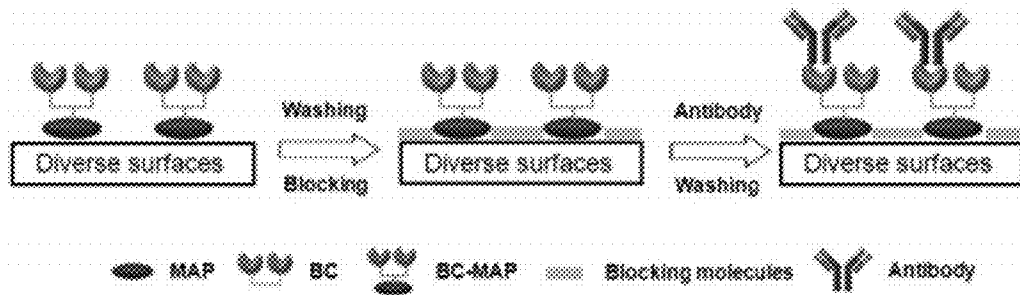 Washing
Blocking
Antibody
Washing
Diverse surfaces
Diverse surfaces
Diverse surfaces
MAP
BC
BC-MAP
Blocking molecules
Antibody